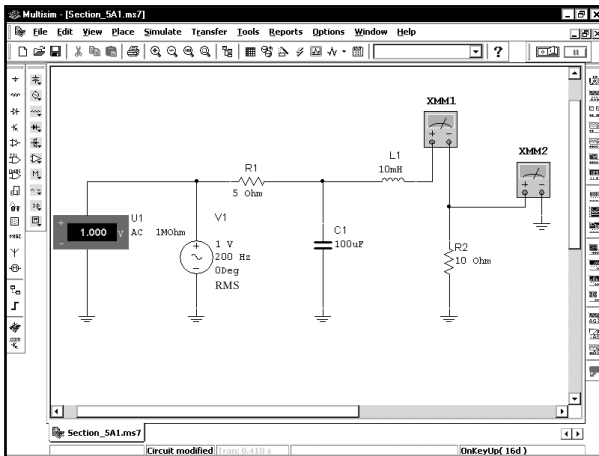 Multisim - [Section_5A1.ms7]
File Edit View Place Simulate Transfer Tools Reports Options Window Help
XMM1
XMM2
L1
10mH
R1
5 Ohm
U1
AC 1MOhm
1.000 V
V1
1 V
200 Hz
0Deg
RMS
C1
100uF
R2
10 Ohm
MISC
Section_5A1.ms7
Circuit modified Tran: 0.410 s OnKeyUp( 16d )